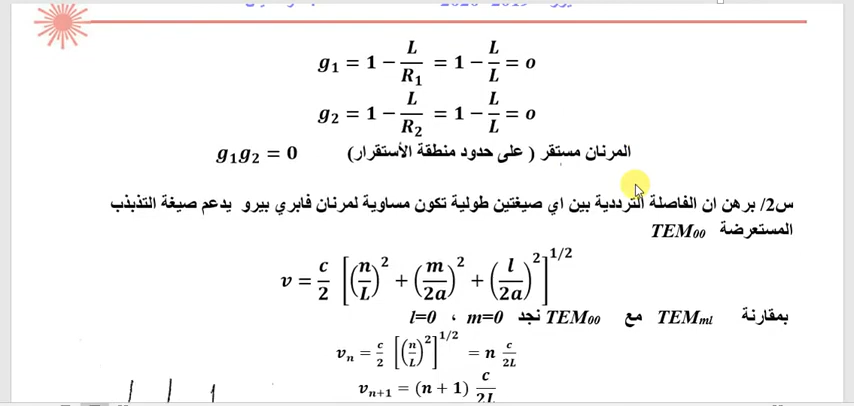 g₁ = 1 − L/R₁ = 1 − L/L = o
g₂ = 1 − L/R₂ = 1 − L/L = o
المرنان مستقر ( على حدود منطقة الأستقرار) g₁g₂ = 0
س2/ برهن ان الفاصلة الترددية بين اي صيغتين طولية تكون مساوية لمرنان فابري بيرو يدعم صيغة التذبذب
المستعرضة TEM₀₀
v = c/2 [(n/L)² + (m/2a)² + (l/2a)²]^1/2
بمقارنة TEMml مع TEM₀₀ نجد m=0 ، l=0
vₙ = c/2 [(n/L)²]^1/2 = n c/2L
vₙ₊₁ = (n + 1) c/2L